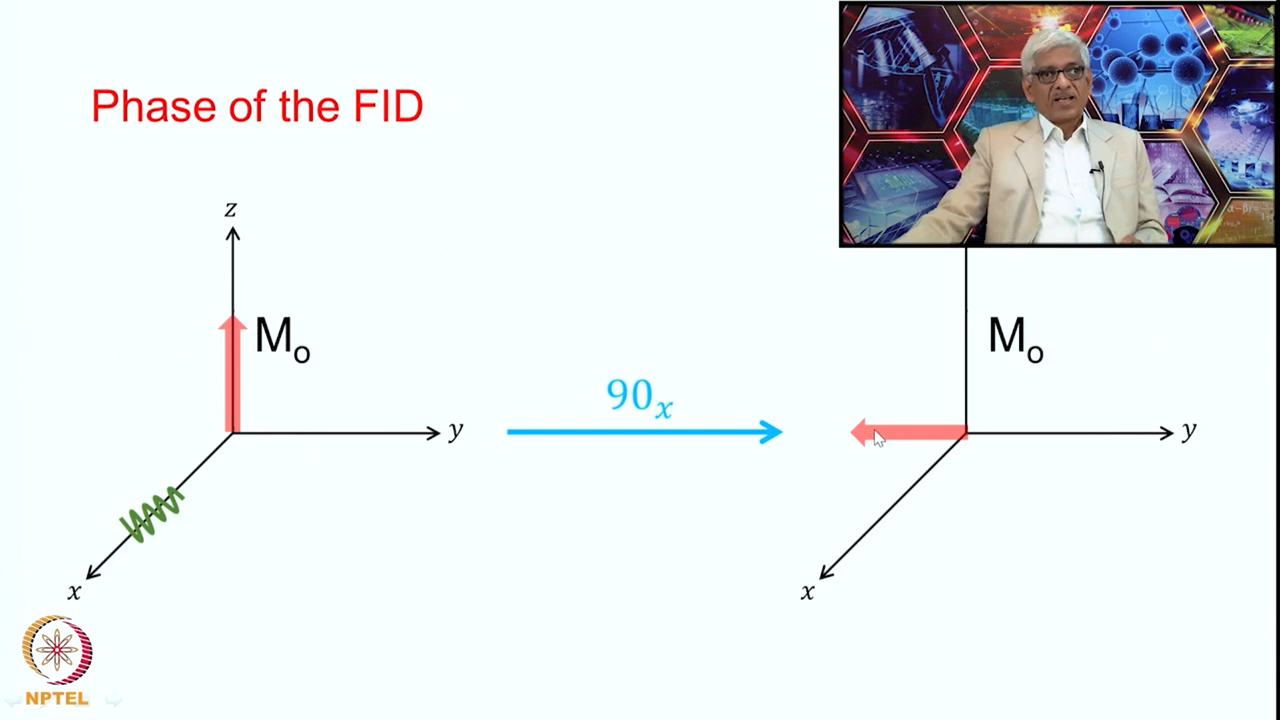 Phase of the FID
z
M₀
y
x
90ₓ
M₀
y
x
NPTEL